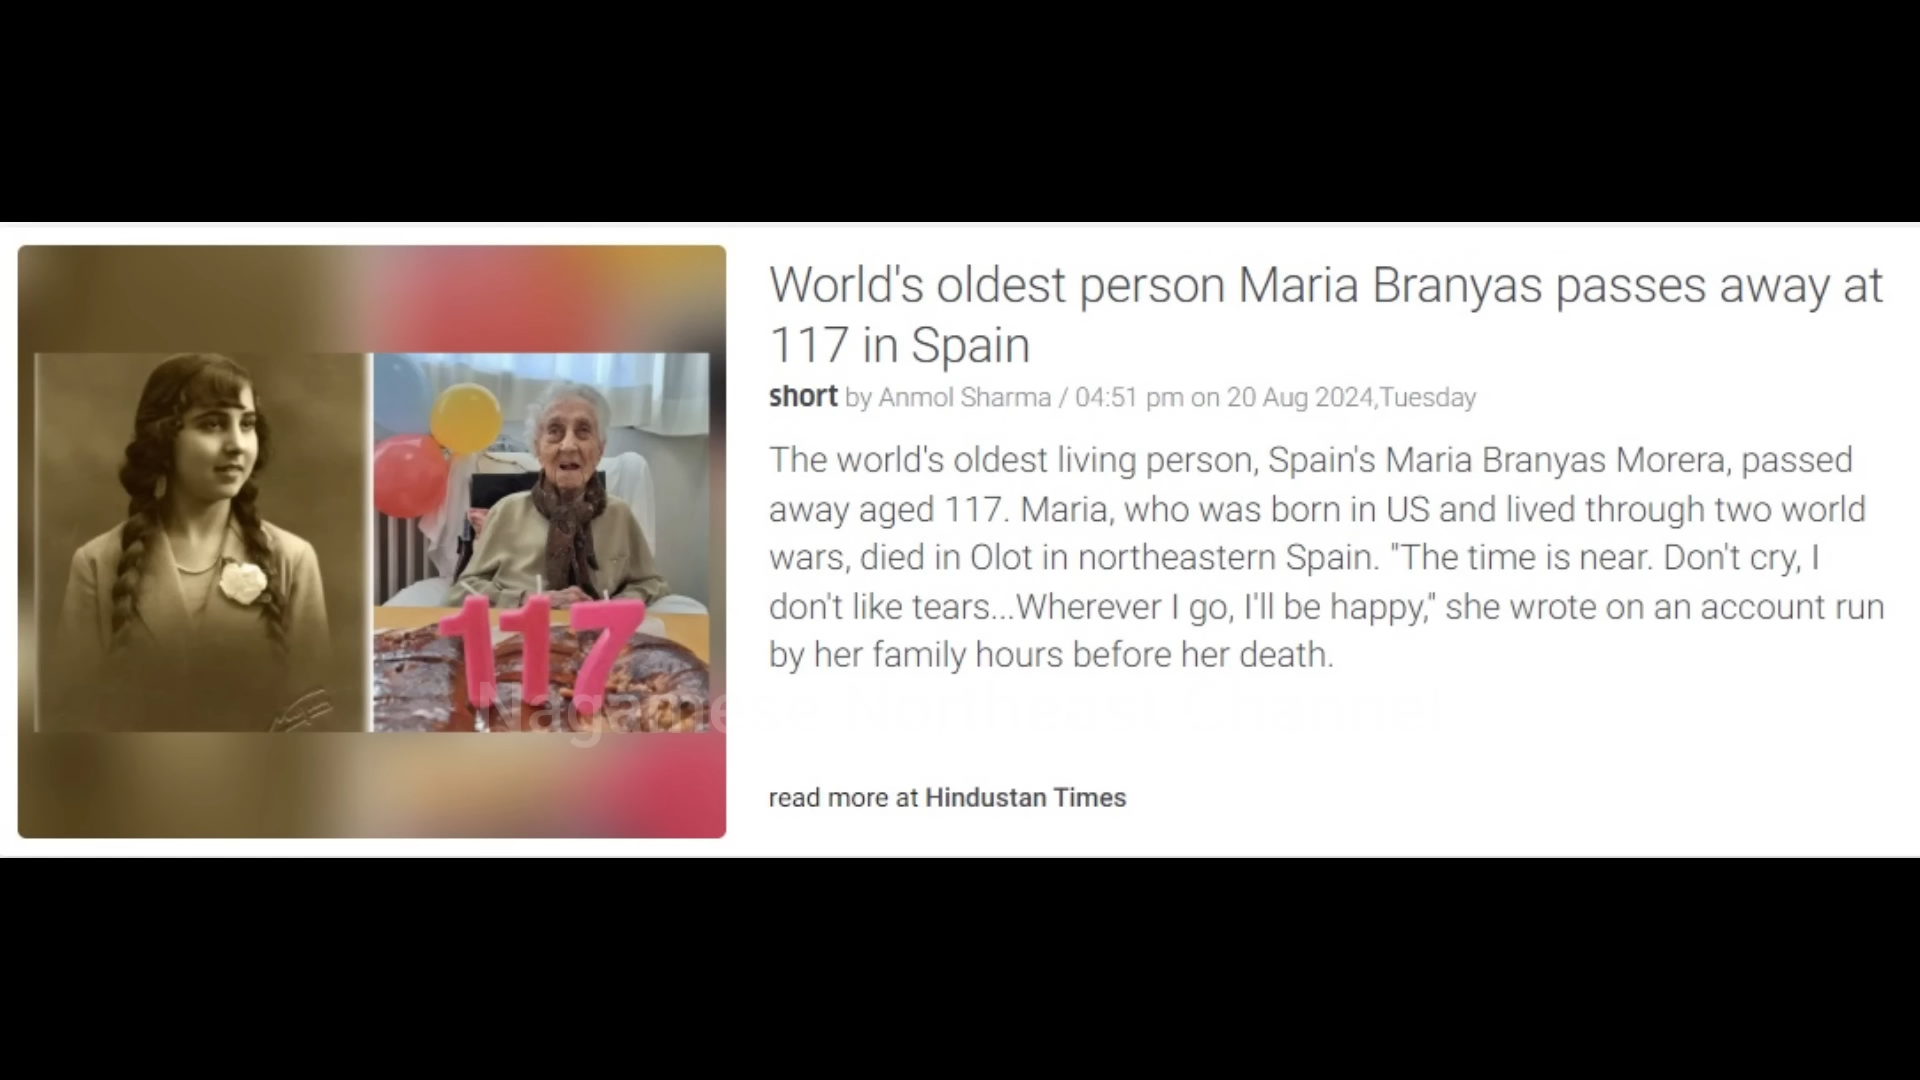 World's oldest person Maria Branyas passes away at
117 in Spain
short by Anmol Sharma / 04:51 pm on 20 Aug 2024,Tuesday
The world's oldest living person, Spain's Maria Branyas Morera, passed
away aged 117. Maria, who was born in US and lived through two world
wars, died in Olot in northeastern Spain. "The time is near. Don't cry, I
don't like tears...Wherever I go, I'll be happy," she wrote on an account run
by her family hours before her death.
117
Nagamese Northeast Channel
read more at Hindustan Times